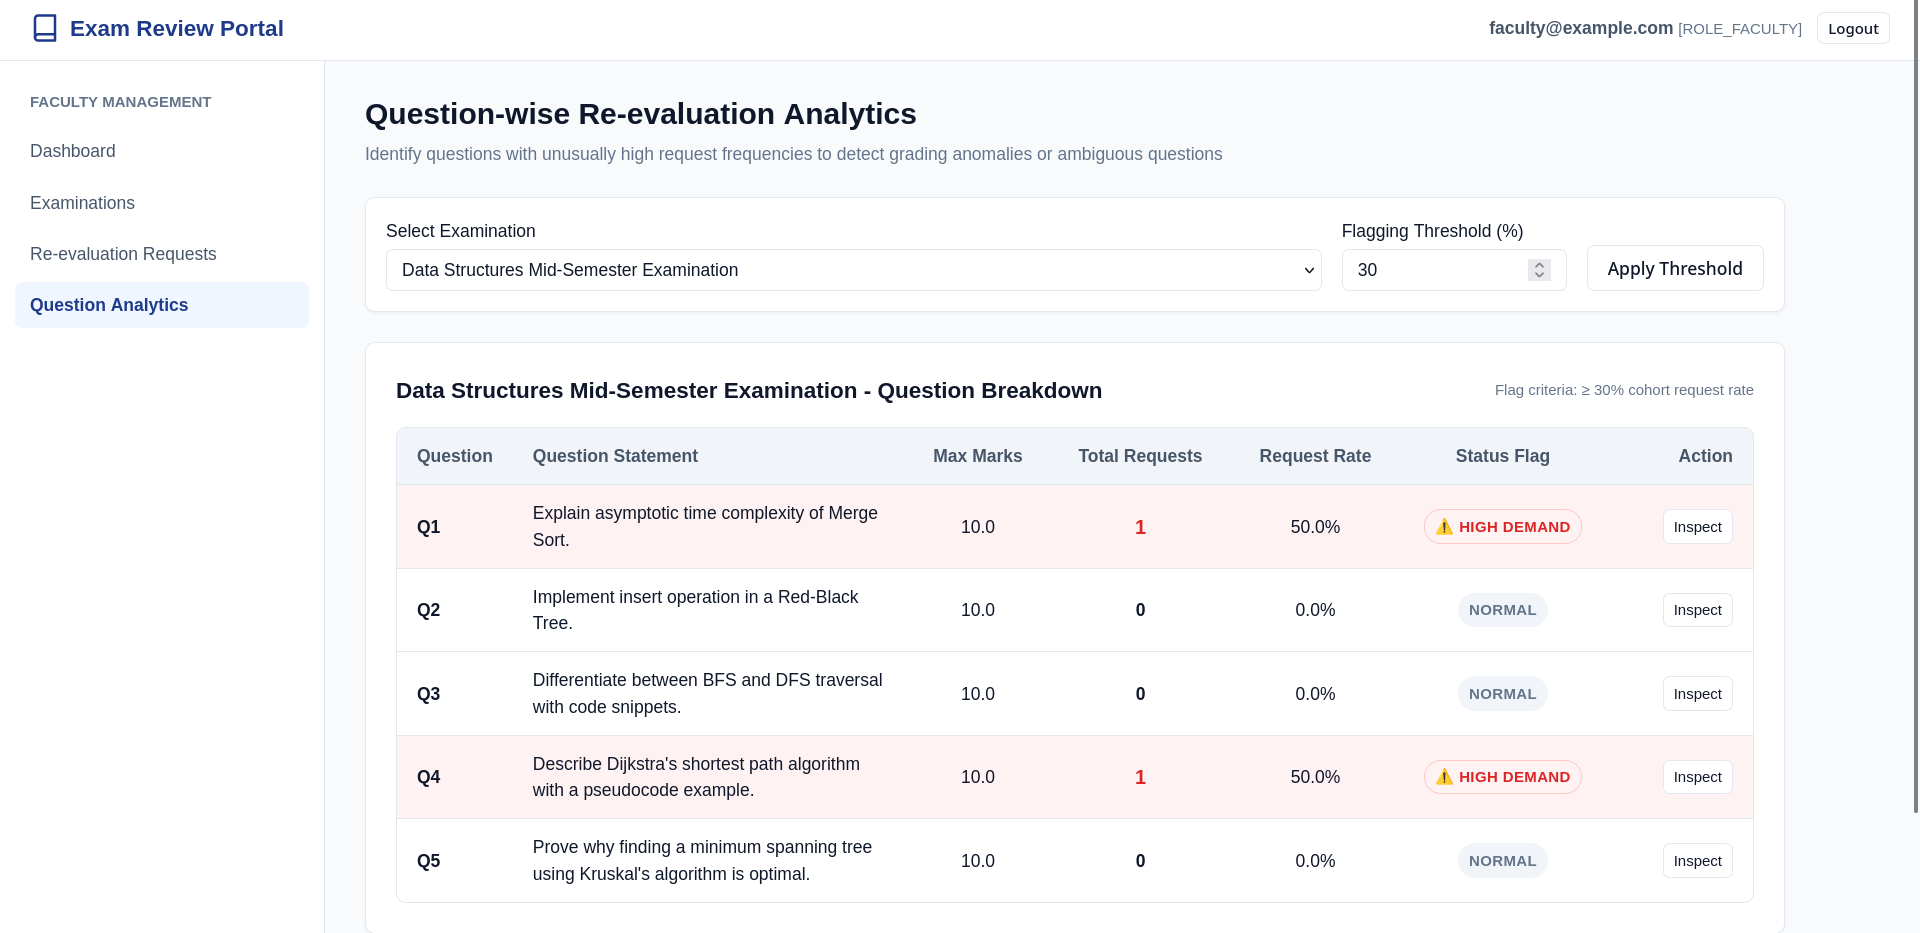 Exam Review Portal
faculty@example.com [ROLE_FACULTY] Logout
FACULTY MANAGEMENT
Dashboard
Examinations
Re-evaluation Requests
Question Analytics
Question-wise Re-evaluation Analytics
Identify questions with unusually high request frequencies to detect grading anomalies or ambiguous questions
Select Examination
Data Structures Mid-Semester Examination
Flagging Threshold (%)
30
Apply Threshold
Data Structures Mid-Semester Examination - Question Breakdown
Flag criteria: ≥ 30% cohort request rate
Question Question Statement Max Marks Total Requests Request Rate Status Flag Action
Q1 Explain asymptotic time complexity of Merge
Sort. 10.0 1 50.0% ⚠️ HIGH DEMAND Inspect
Q2 Implement insert operation in a Red-Black
Tree. 10.0 0 0.0% NORMAL Inspect
Q3 Differentiate between BFS and DFS traversal
with code snippets. 10.0 0 0.0% NORMAL Inspect
Q4 Describe Dijkstra's shortest path algorithm
with a pseudocode example. 10.0 1 50.0% ⚠️ HIGH DEMAND Inspect
Q5 Prove why finding a minimum spanning tree
using Kruskal's algorithm is optimal. 10.0 0 0.0% NORMAL Inspect